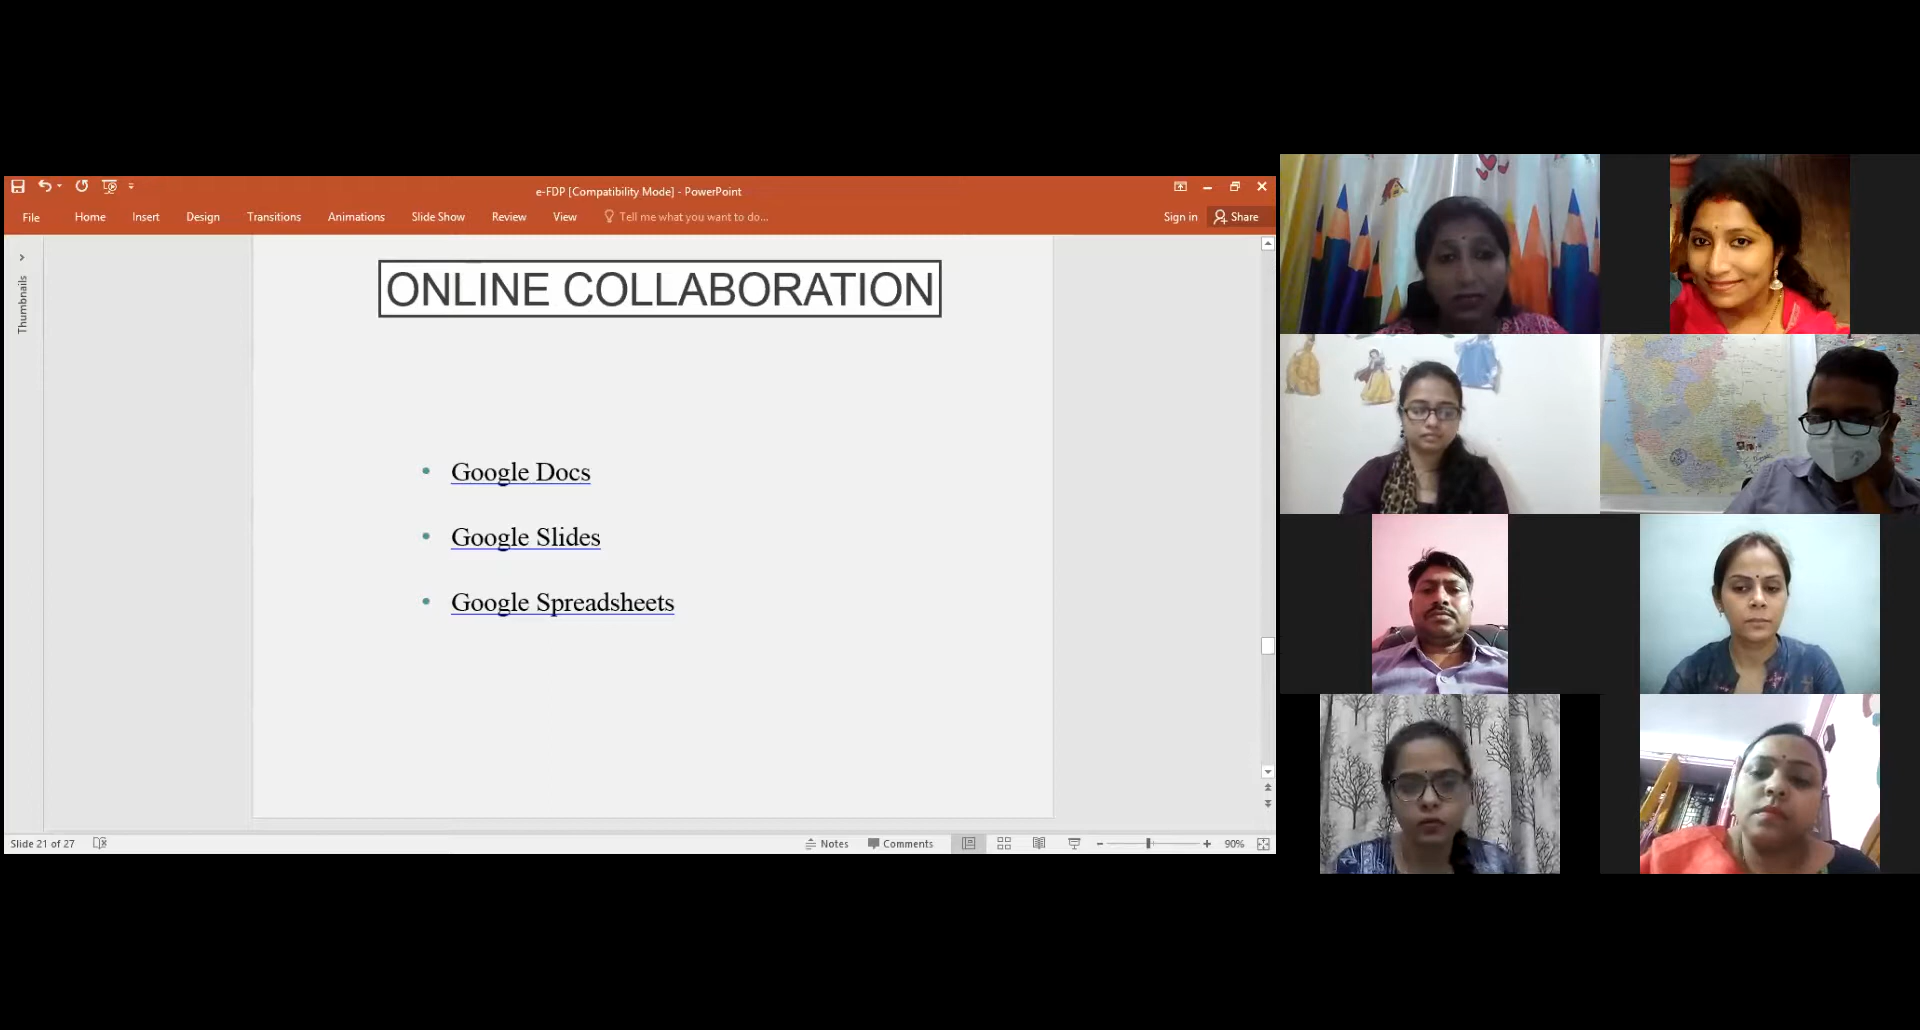 e-FDP [Compatibility Mode] - PowerPoint
File Home Insert Design Transitions Animations Slide Show Review View Tell me what you want to do... Sign in Share
Thumbnails
ONLINE COLLABORATION
• Google Docs
• Google Slides
• Google Spreadsheets
Slide 21 of 27 Notes Comments 90%